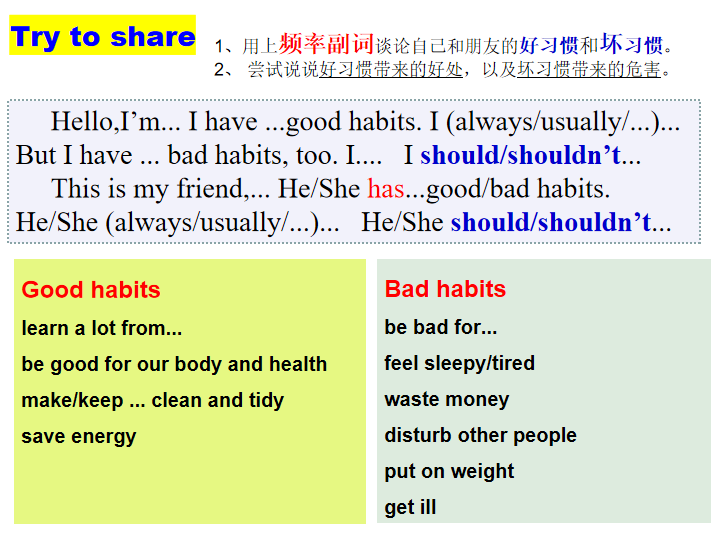 Try to share
1、用上频率副词谈论自己和朋友的好习惯和坏习惯。
2、 尝试说说好习惯带来的好处，以及坏习惯带来的危害。
Hello,I’m... I have ...good habits. I (always/usually/...)...
But I have ... bad habits, too. I.... I should/shouldn’t...
This is my friend,... He/She has...good/bad habits.
He/She (always/usually/...)... He/She should/shouldn’t...
Good habits
learn a lot from...
be good for our body and health
make/keep ... clean and tidy
save energy
Bad habits
be bad for...
feel sleepy/tired
waste money
disturb other people
put on weight
get ill